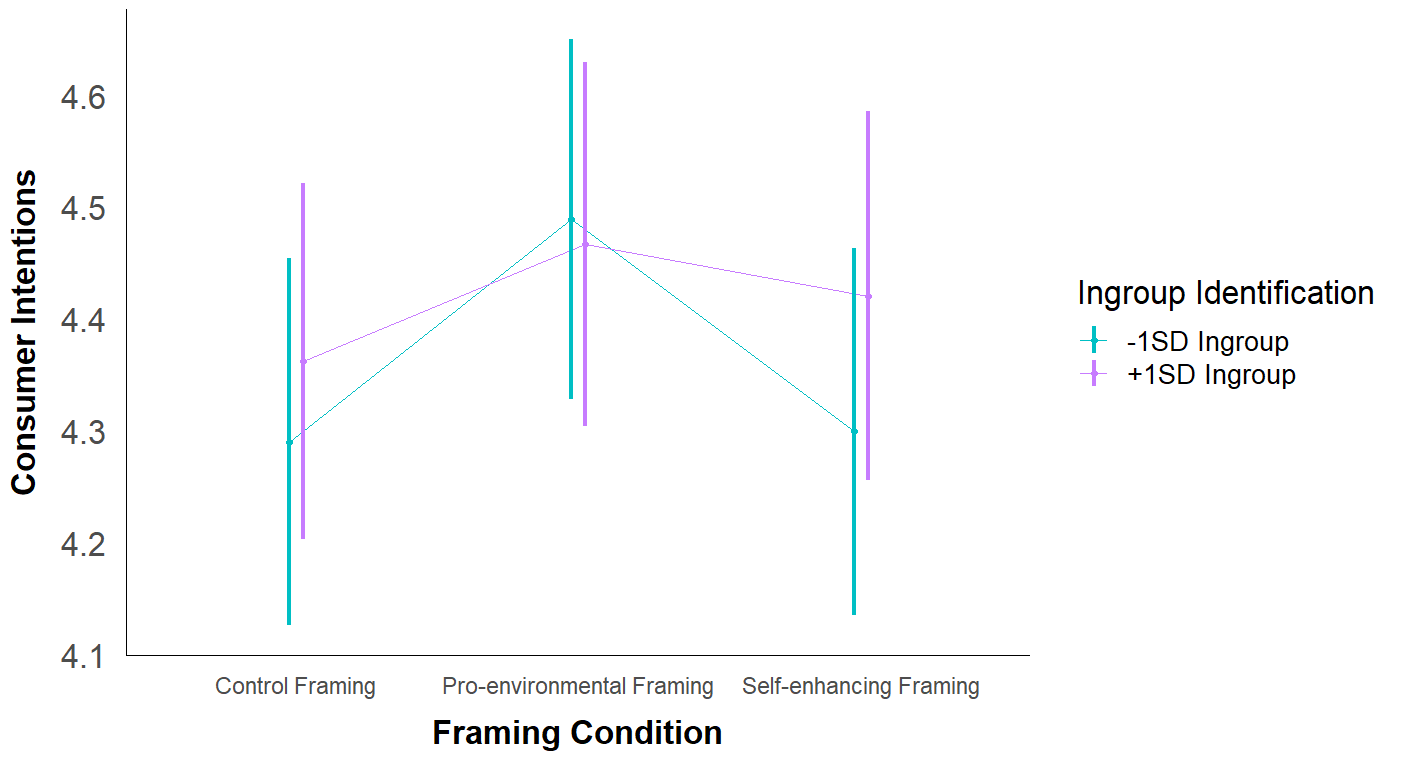 Consumer Intentions
4.6
4.5
4.4
4.3
4.2
4.1
Control Framing
Pro-environmental Framing
Self-enhancing Framing
Framing Condition
Ingroup Identification
-1SD Ingroup
+1SD Ingroup